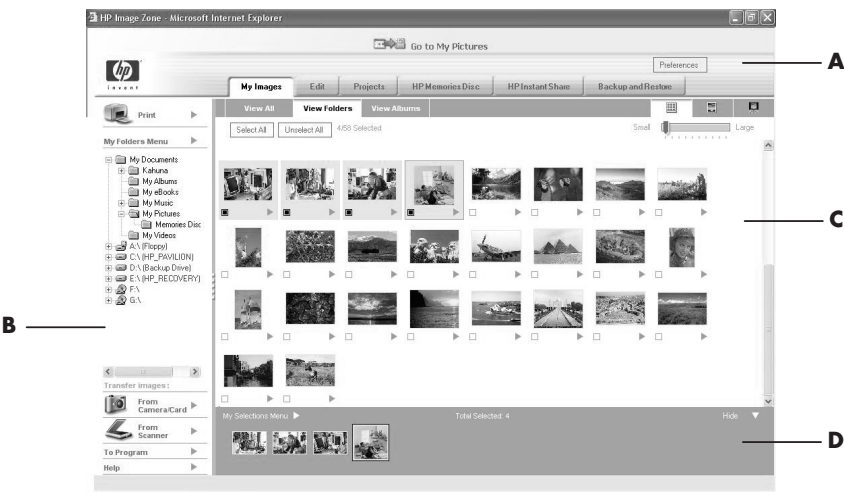 HP Image Zone - Microsoft Internet Explorer
Go to My Pictures
Preferences
A
hp
invent
My Images Edit Projects HP Memories Disc HP Instant Share Backup and Restore
Print
View All View Folders View Albums
Select All Unselect All 4/58 Selected Small Large
My Folders Menu
My Documents
Kahuna
My Albums
My eBooks
My Music
My Pictures
Memories Disc
My Videos
A:\ (Floppy)
C:\ (HP_PAVILION)
D:\ (Backup Drive)
E:\ (HP_RECOVERY)
F:\
G:\
C
B
Transfer images:
From Camera/Card
From Scanner
To Program
Help
My Selections Menu Total Selected: 4 Hide
D